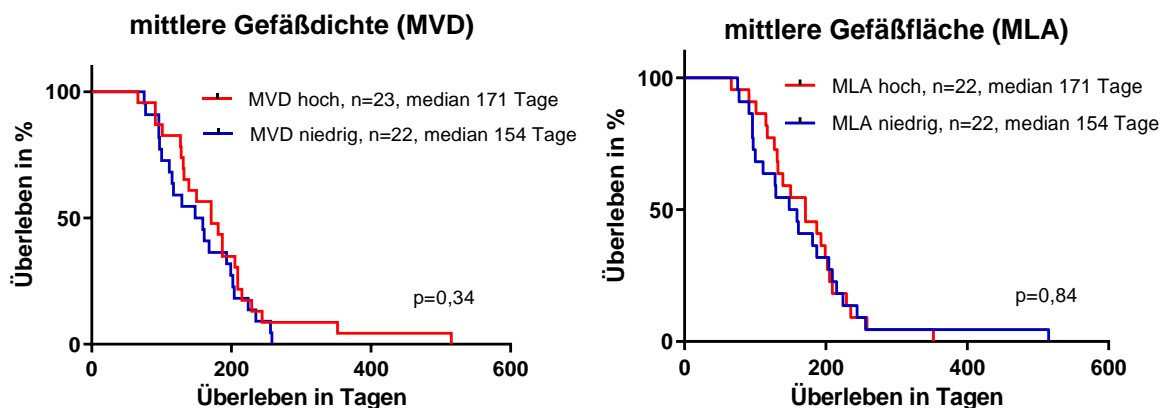 mittlere Gefäßdichte (MVD)
100
50
0
Überleben in %
MVD hoch, n=23, median 171 Tage
MVD niedrig, n=22, median 154 Tage
p=0,34
0 200 400 600
Überleben in Tagen
mittlere Gefäßfläche (MLA)
100
50
0
Überleben in %
MLA hoch, n=22, median 171 Tage
MLA niedrig, n=22, median 154 Tage
p=0,84
0 200 400 600
Überleben in Tagen